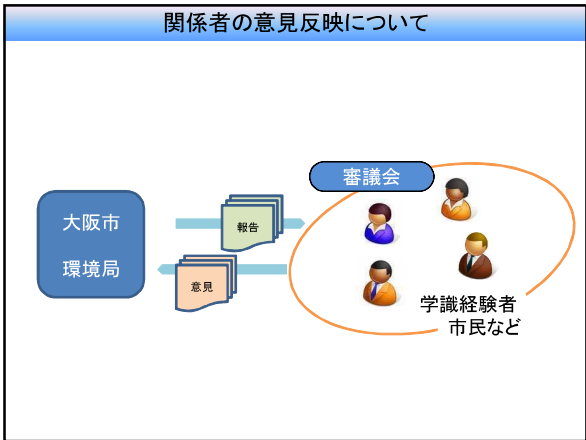 関係者の意見反映について
審議会
大阪市
環境局
報告
意見
学識経験者
市民など